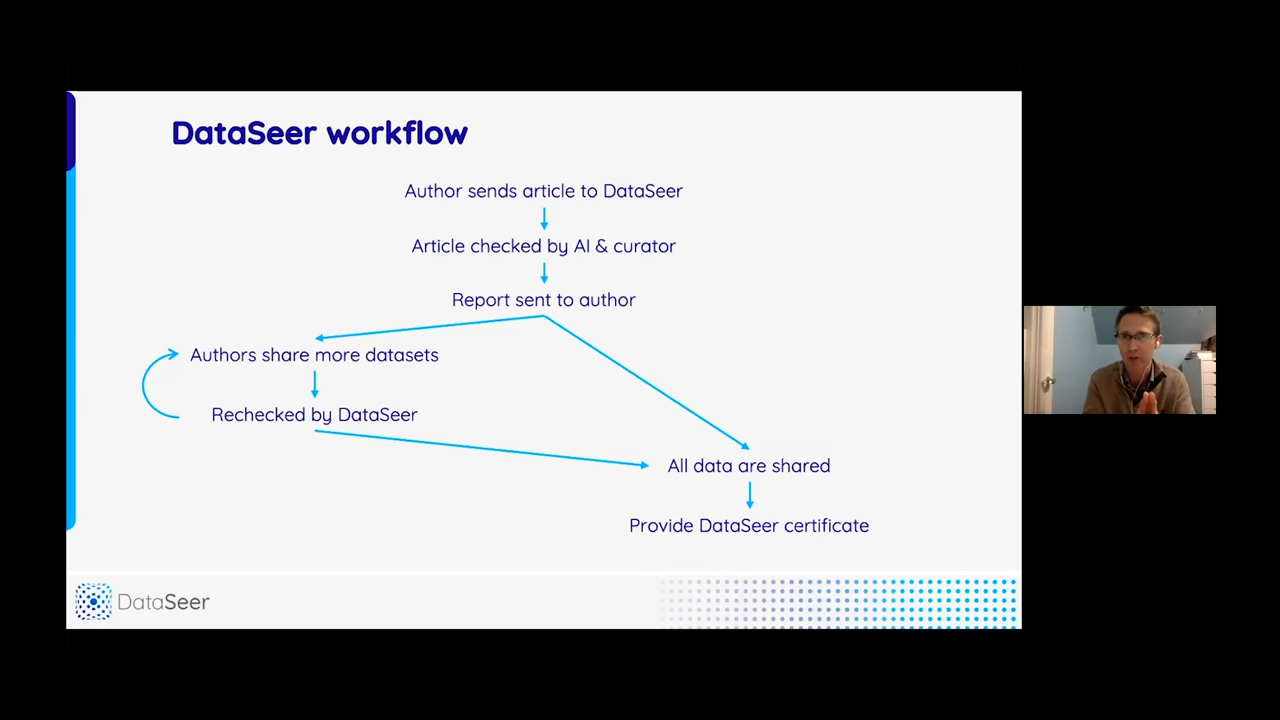 DataSeer workflow
Author sends article to DataSeer
Article checked by AI & curator
Report sent to author
Authors share more datasets
Rechecked by DataSeer
All data are shared
Provide DataSeer certificate
DataSeer